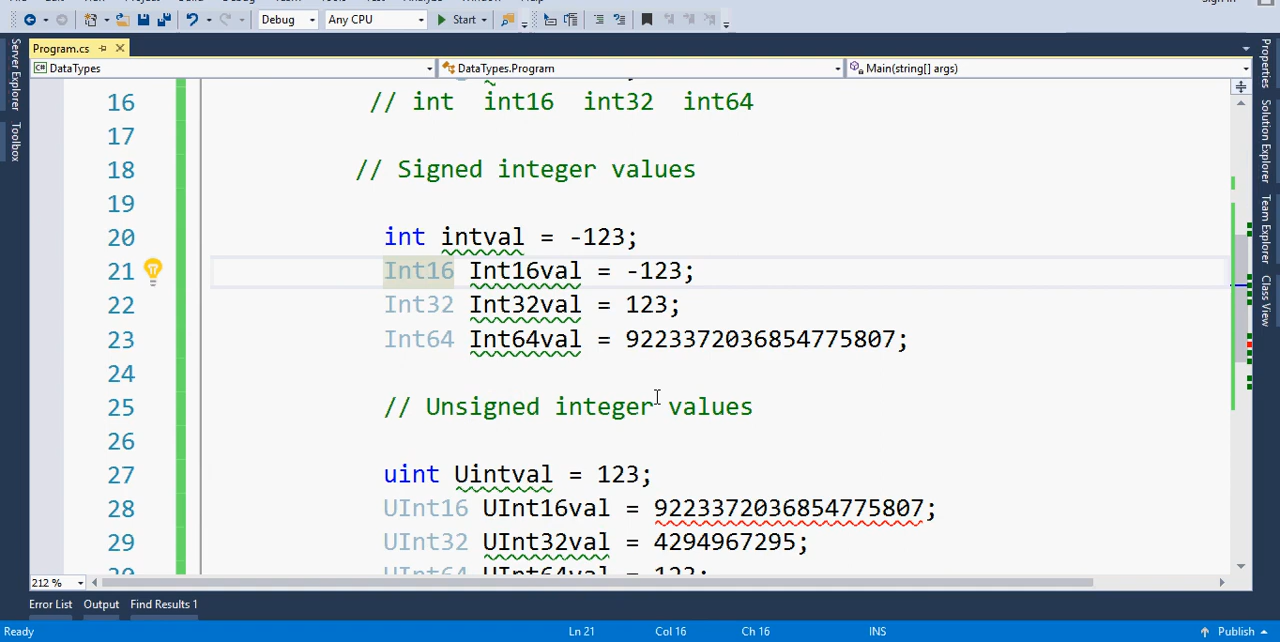 Debug Any CPU Start
Program.cs
DataTypes DataTypes.Program Main(string[] args)
Server Explorer
Toolbox
16 // int int16 int32 int64
17
18 // Signed integer values
19
20 int intval = -123;
21 Int16 Int16val = -123;
22 Int32 Int32val = 123;
23 Int64 Int64val = 9223372036854775807;
24
25 // Unsigned integer values
26
27 uint Uintval = 123;
28 UInt16 UInt16val = 9223372036854775807;
29 UInt32 UInt32val = 4294967295;
UInt64 UInt64val = 123;
Properties
Solution Explorer
Team Explorer
Class View
212 %
Error List Output Find Results 1
Ready Ln 21 Col 16 Ch 16 INS Publish